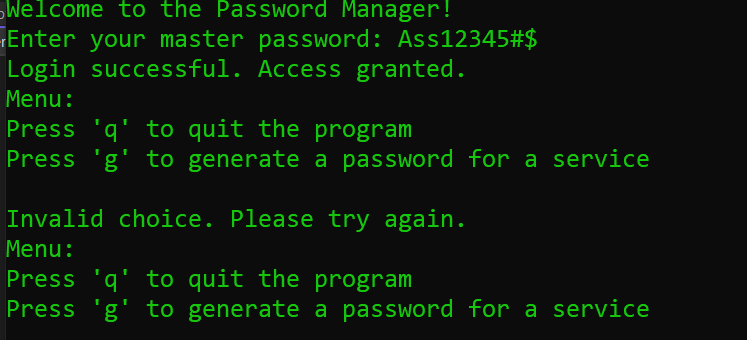 Welcome to the Password Manager!
Enter your master password: Ass12345#$
Login successful. Access granted.
Menu:
Press 'q' to quit the program
Press 'g' to generate a password for a service
Invalid choice. Please try again.
Menu:
Press 'q' to quit the program
Press 'g' to generate a password for a service